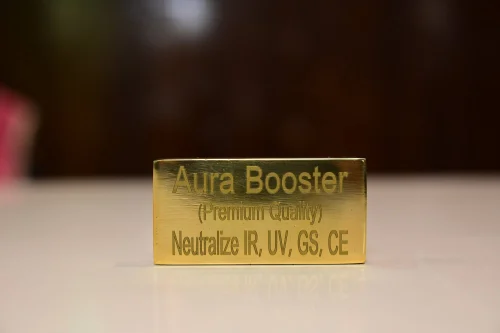 Aura Booster
(Premium Quality)
Neutralize IR, UV, GS, CE